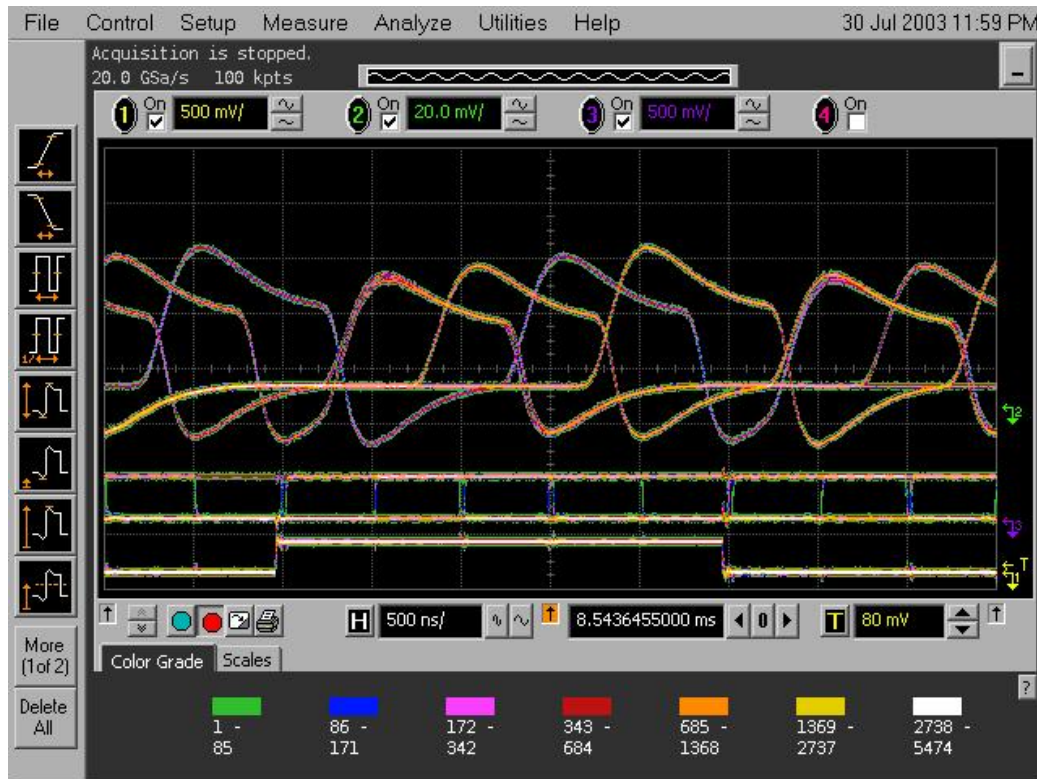 File Control Setup Measure Analyze Utilities Help 30 Jul 2003 11:59 PM
Acquisition is stopped.
20.0 GSa/s 100 kpts
1 On 500 mV/ 2 On 20.0 mV/ 3 On 500 mV/ 4 On
2
3
T
1
H 500 ns/ 8.5436455000 ms 0 T 80 mV
More
(1of 2)
Delete
All
Color Grade Scales
?
1 - 86 - 172 - 343 - 685 - 1369 - 2738 -
85 171 342 684 1368 2737 5474